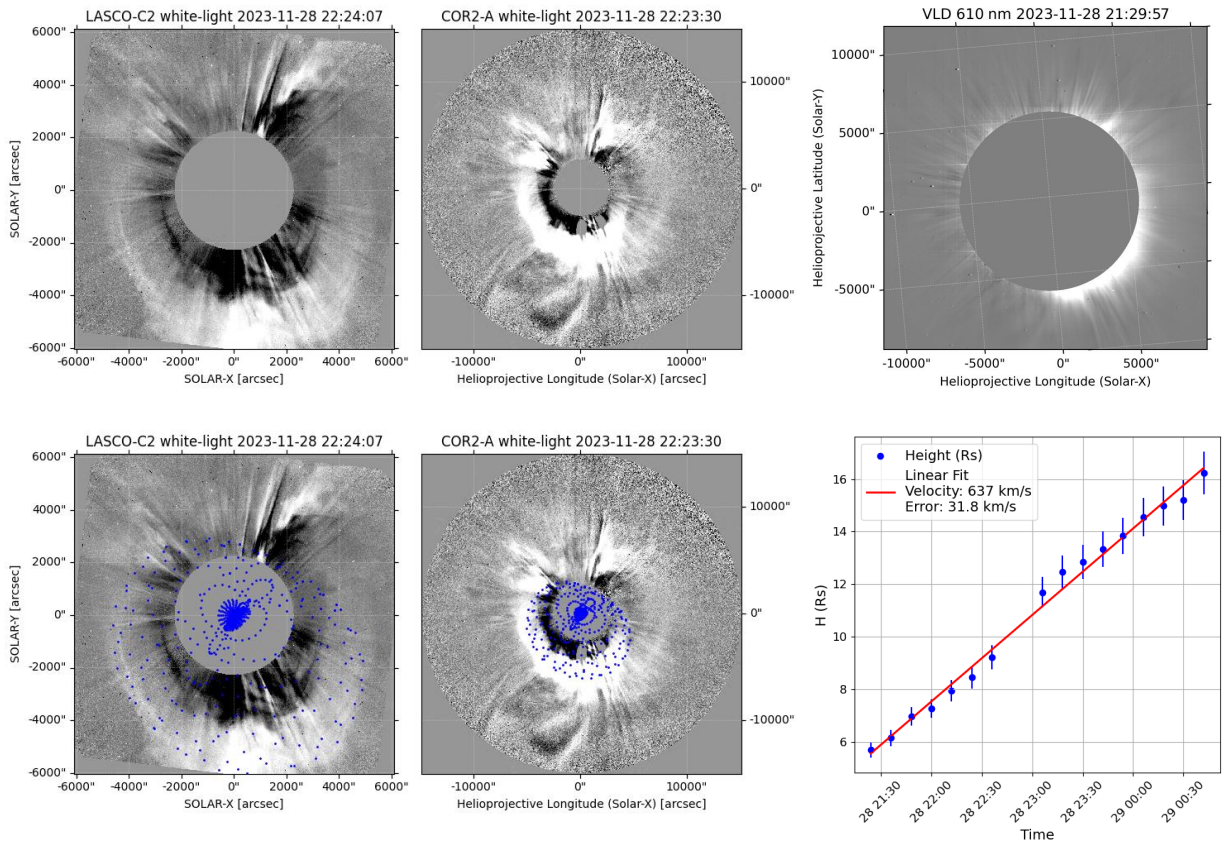 LASCO-C2 white-light 2023-11-28 22:24:07
6000"
4000"
2000"
0"
-2000"
-4000"
-6000"
SOLAR-Y [arcsec]
-6000" -4000" -2000" 0" 2000" 4000" 6000"
SOLAR-X [arcsec]
COR2-A white-light 2023-11-28 22:23:30
10000"
0"
-10000"
-10000" 0" 10000"
Helioprojective Longitude (Solar-X) [arcsec]
VLD 610 nm 2023-11-28 21:29:57
10000"
5000"
0"
-5000"
Helioprojective Latitude (Solar-Y)
-10000" -5000" 0" 5000"
Helioprojective Longitude (Solar-X)
LASCO-C2 white-light 2023-11-28 22:24:07
6000"
4000"
2000"
0"
-2000"
-4000"
-6000"
SOLAR-Y [arcsec]
-6000" -4000" -2000" 0" 2000" 4000" 6000"
SOLAR-X [arcsec]
COR2-A white-light 2023-11-28 22:23:30
10000"
0"
-10000"
-10000" 0" 10000"
Helioprojective Longitude (Solar-X) [arcsec]
Height (Rs)
Linear Fit
Velocity: 637 km/s
Error: 31.8 km/s
16
14
12
10
8
6
H (Rs)
28 21:30 28 22:00 28 22:30 28 23:00 28 23:30 29 00:00 29 00:30
Time